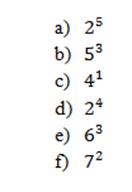 a) 2⁵
b) 5³
c) 4¹
d) 2⁴
e) 6³
f) 7²